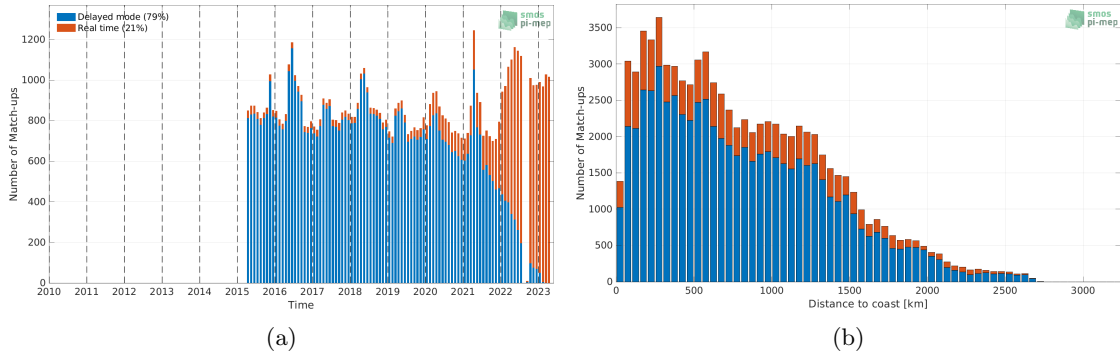 Delayed mode (79%)
Real time (21%)
smos
pi-mep
Number of Match-ups
1200
1000
800
600
400
200
0
2010 2011 2012 2013 2014 2015 2016 2017 2018 2019 2020 2021 2022 2023
Time
(a)
smos
pi-mep
Number of Match-ups
3500
3000
2500
2000
1500
1000
500
0
0 500 1000 1500 2000 2500 3000
Distance to coast [km]
(b)